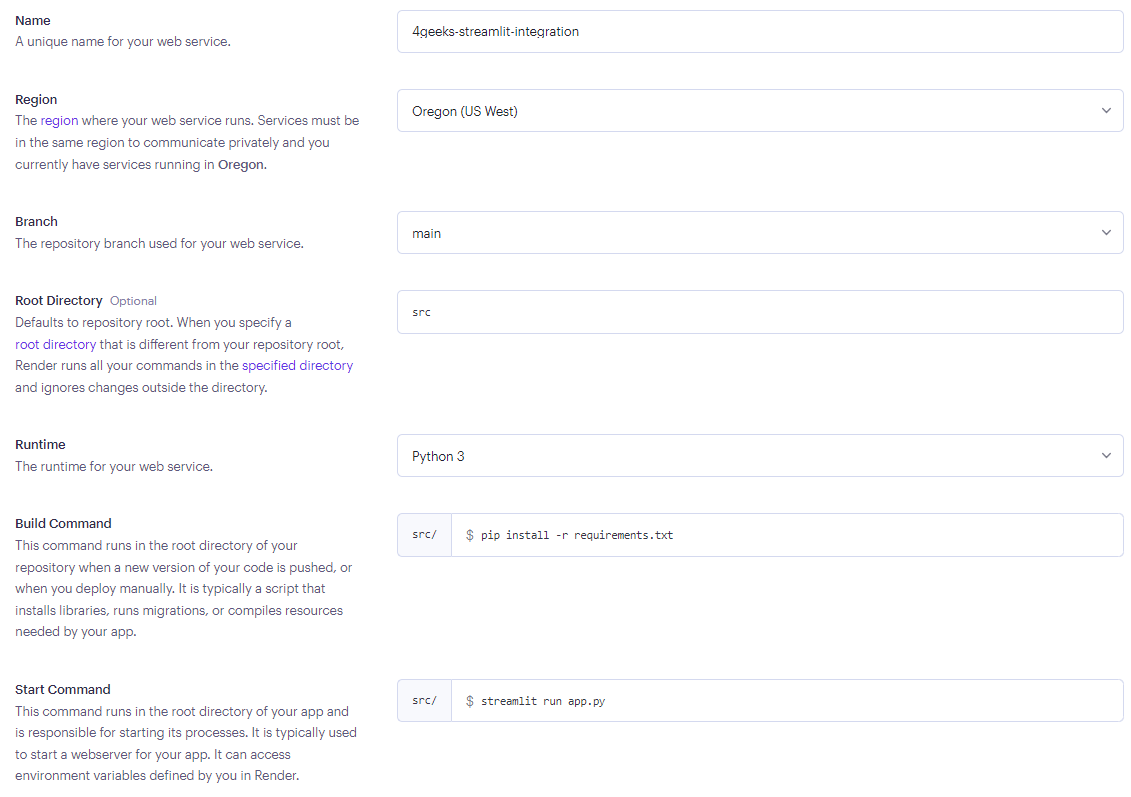 Name
A unique name for your web service.
4geeks-streamlit-integration
Region
The region where your web service runs. Services must be
in the same region to communicate privately and you
currently have services running in Oregon.
Oregon (US West)
Branch
The repository branch used for your web service.
main
Root Directory Optional
Defaults to repository root. When you specify a
root directory that is different from your repository root,
Render runs all your commands in the specified directory
and ignores changes outside the directory.
src
Runtime
The runtime for your web service.
Python 3
Build Command
This command runs in the root directory of your
repository when a new version of your code is pushed, or
when you deploy manually. It is typically a script that
installs libraries, runs migrations, or compiles resources
needed by your app.
src/ $ pip install -r requirements.txt
Start Command
This command runs in the root directory of your app and
is responsible for starting its processes. It is typically used
to start a webserver for your app. It can access
environment variables defined by you in Render.
src/ $ streamlit run app.py